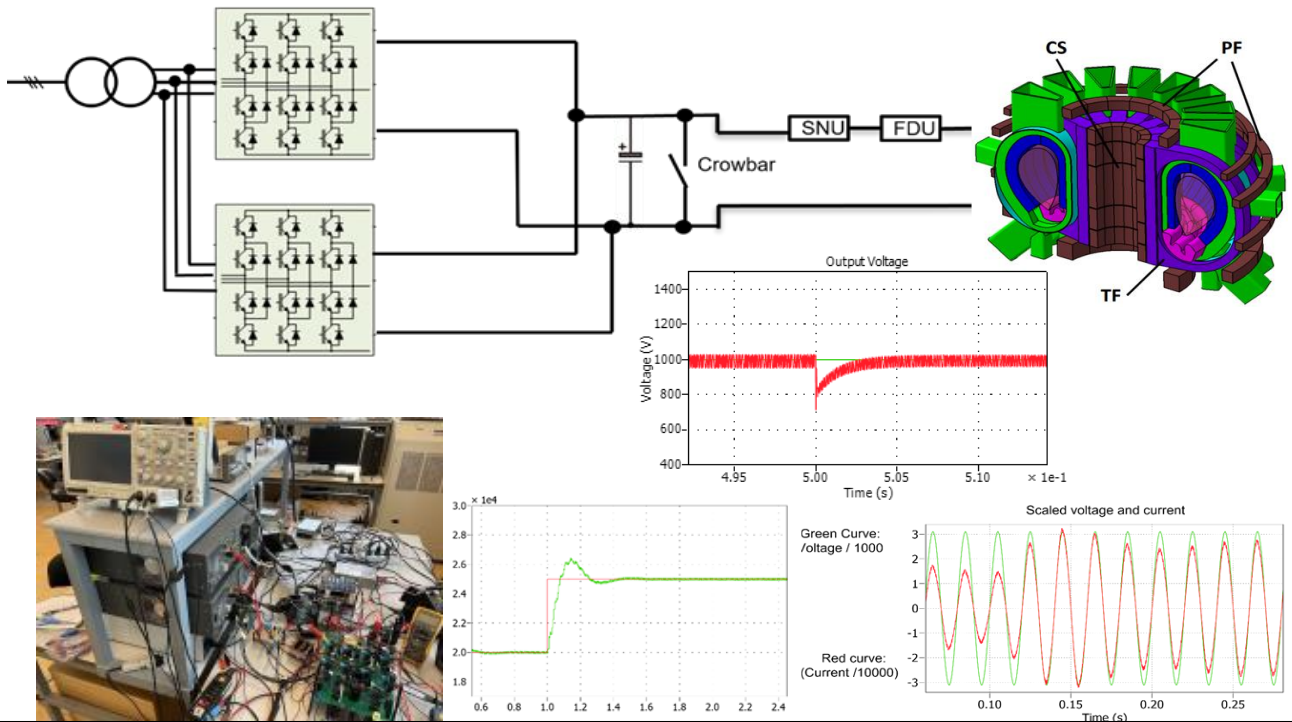 CS
PF
SNU
FDU
+
Crowbar
TF
Output Voltage
Voltage (V)
1400
1200
1000
800
600
400
4.95
5.00
5.05
5.10
× 1e-1
Time (s)
× 1e4
3.0
2.8
2.6
2.4
2.2
2.0
1.8
0.6
0.8
1.0
1.2
1.4
1.6
1.8
2.0
2.2
2.4
Scaled voltage and current
Green Curve:
/oltage / 1000
Red curve:
(Current /10000)
3
2
1
0
-1
-2
-3
0.10
0.15
0.20
0.25
Time (s)